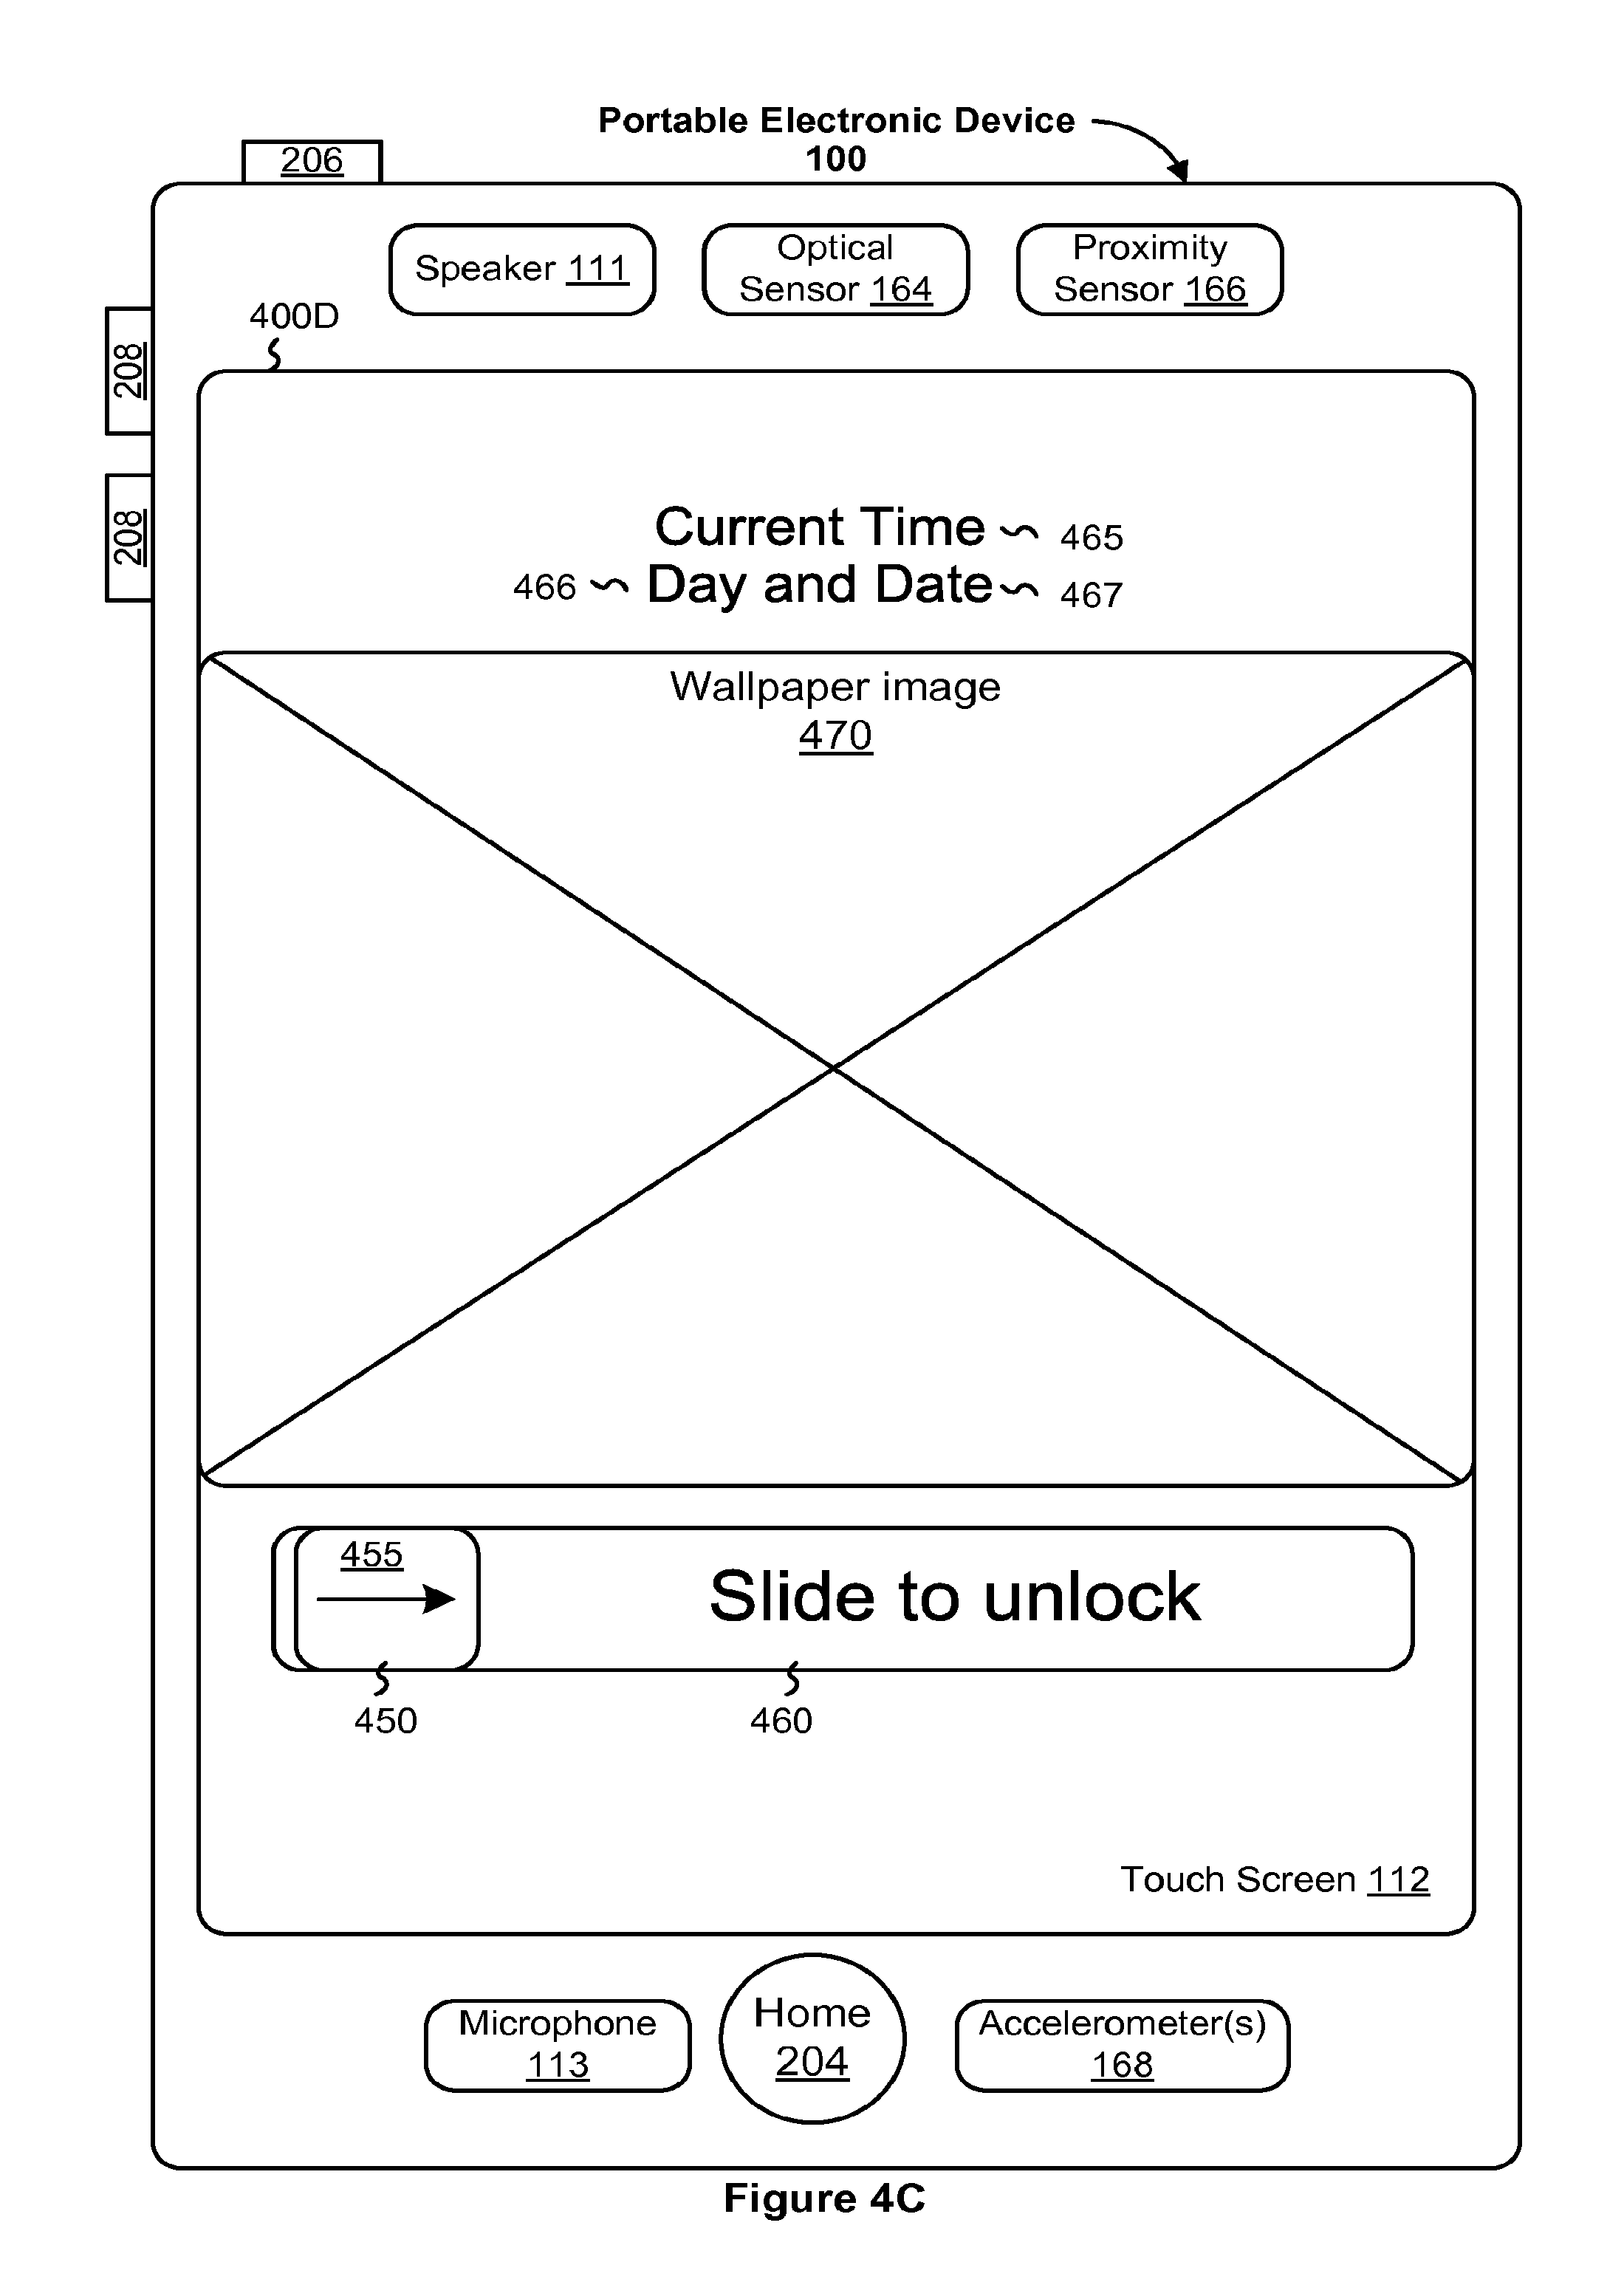 Portable Electronic Device
100
206
Speaker 111
Optical
Sensor 164
Proximity
Sensor 166
400D
208
208
Current Time 465
466 Day and Date 467
Wallpaper image
470
455
Slide to unlock
450 460
Touch Screen 112
Microphone
113
Home
204
Accelerometer(s)
168
Figure 4C